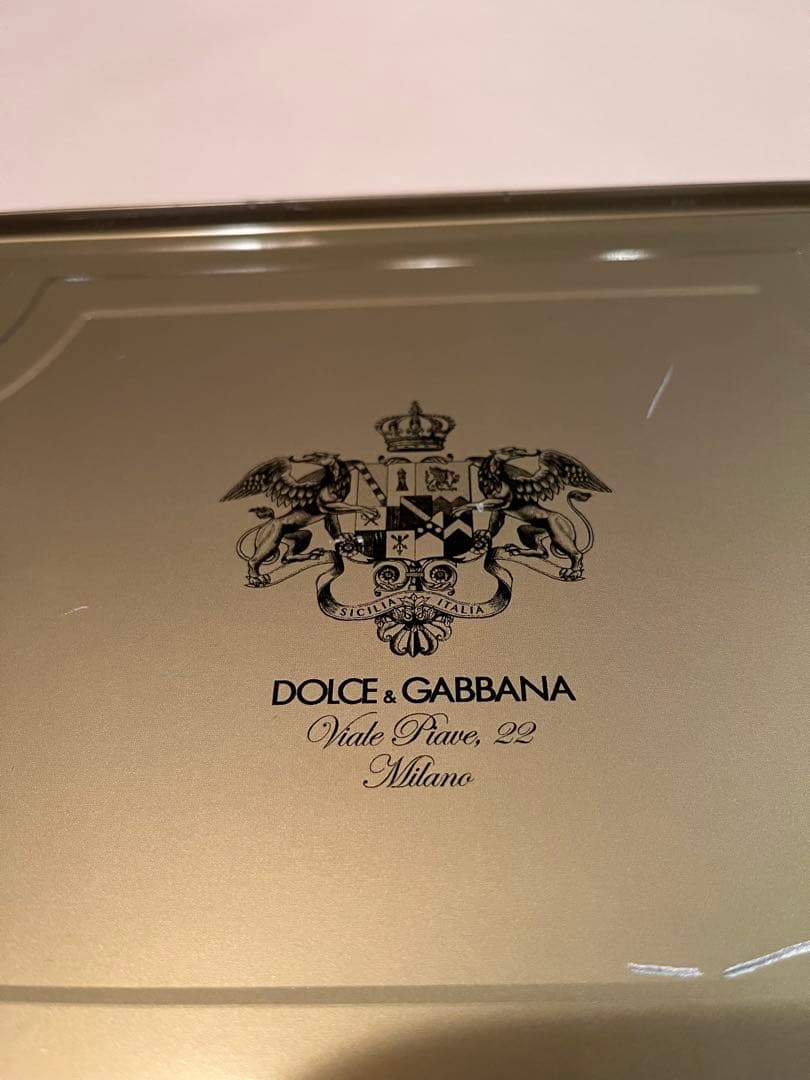 SICILIA ITALIA
DOLCE & GABBANA
Viale Piave, 22
Milano